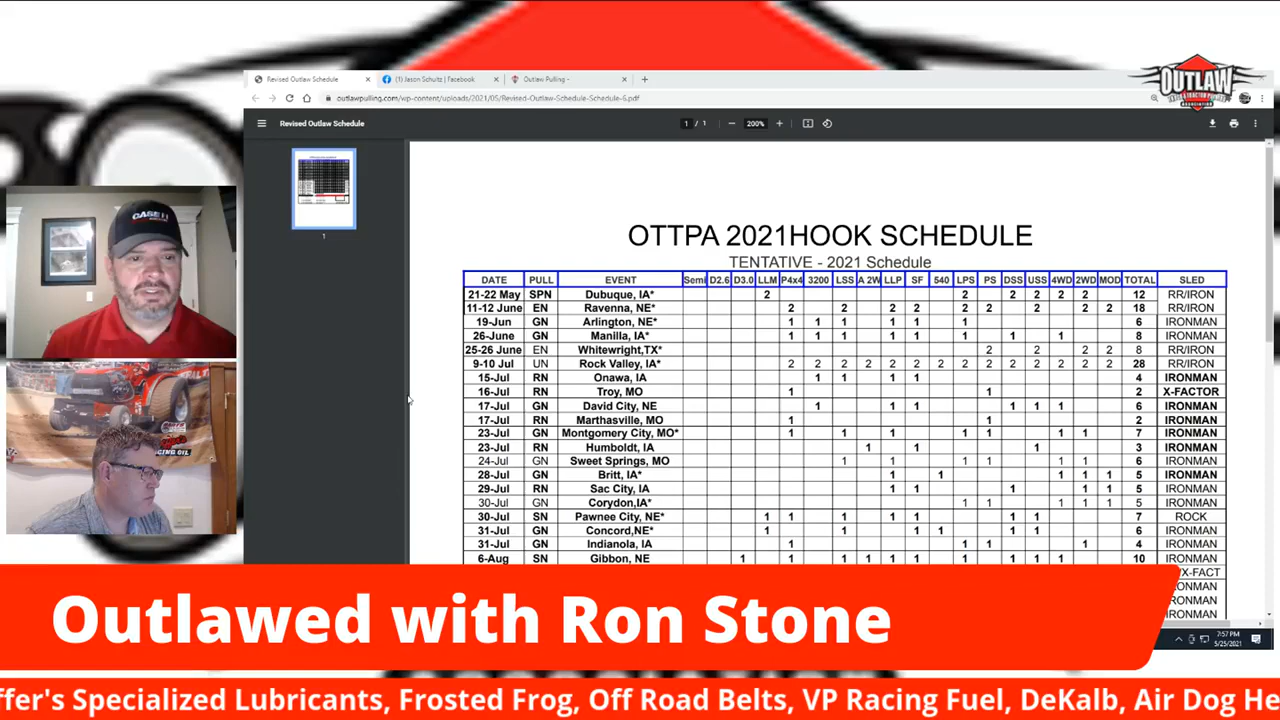 Revised Outlaw Schedule
(1) Jason Schultz | Facebook
Outlaw Pulling -
OUTLAW
outlawpulling.com/wp-content/uploads/2021/05/Revised-Outlaw-Schedule-Schedule-6.pdf
Revised Outlaw Schedule
1 / 1
200%
1
CASE IH
OTTPA 2021HOOK SCHEDULE
TENTATIVE - 2021 Schedule
DATE PULL EVENT Semi D2.6 D3.0 LLM P4x4 3200 LSS A 2W LLP SF 540 LPS PS DSS USS 4WD 2WD MOD TOTAL SLED
21-22 May SPN Dubuque, IA* 2 2 2 2 2 2 12 RR/IRON
11-12 June EN Ravenna, NE* 2 2 2 2 2 2 2 2 2 18 RR/IRON
19-Jun GN Arlington, NE* 1 1 1 1 1 1 6 IRONMAN
26-June GN Manilla, IA* 1 1 1 1 1 1 1 1 8 IRONMAN
25-26 June EN Whitewright,TX* 2 2 2 2 8 RR/IRON
9-10 Jul UN Rock Valley, IA* 2 2 2 2 2 2 2 2 2 2 2 2 2 2 28 RR/IRON
15-Jul RN Onawa, IA 1 1 1 1 4 IRONMAN
16-Jul RN Troy, MO 1 1 2 X-FACTOR
17-Jul GN David City, NE 1 1 1 1 1 1 6 IRONMAN
17-Jul RN Marthasville, MO 1 1 2 IRONMAN
23-Jul GN Montgomery City, MO* 1 1 1 1 1 1 1 7 IRONMAN
23-Jul RN Humboldt, IA 1 1 1 3 IRONMAN
24-Jul GN Sweet Springs, MO 1 1 1 1 1 1 6 IRONMAN
28-Jul GN Britt, IA* 1 1 1 1 1 5 IRONMAN
29-Jul RN Sac City, IA 1 1 1 1 1 5 IRONMAN
30-Jul GN Corydon,IA* 1 1 1 1 1 5 IRONMAN
30-Jul SN Pawnee City, NE* 1 1 1 1 1 1 1 7 ROCK
31-Jul GN Concord,NE* 1 1 1 1 1 1 6 IRONMAN
31-Jul GN Indianola, IA 1 1 1 1 4 IRONMAN
6-Aug SN Gibbon, NE 1 1 1 1 1 1 1 1 1 1 10 IRONMAN
X-FACT
IRONMAN
IRONMAN
IRONMAN
Outlawed with Ron Stone
7:57 PM
5/25/2021
ffer's Specialized Lubricants, Frosted Frog, Off Road Belts, VP Racing Fuel, DeKalb, Air Dog He